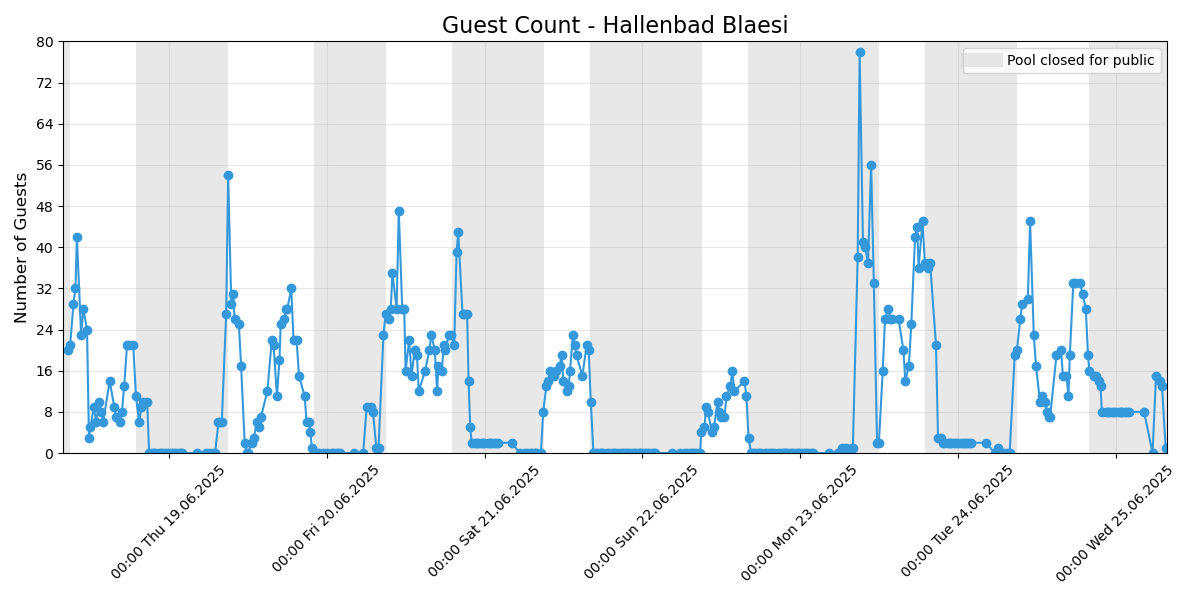 Guest Count - Hallenbad Blaesi
Pool closed for public
Number of Guests
80
72
64
56
48
40
32
24
16
8
0
00:00 Thu 19.06.2025
00:00 Fri 20.06.2025
00:00 Sat 21.06.2025
00:00 Sun 22.06.2025
00:00 Mon 23.06.2025
00:00 Tue 24.06.2025
00:00 Wed 25.06.2025